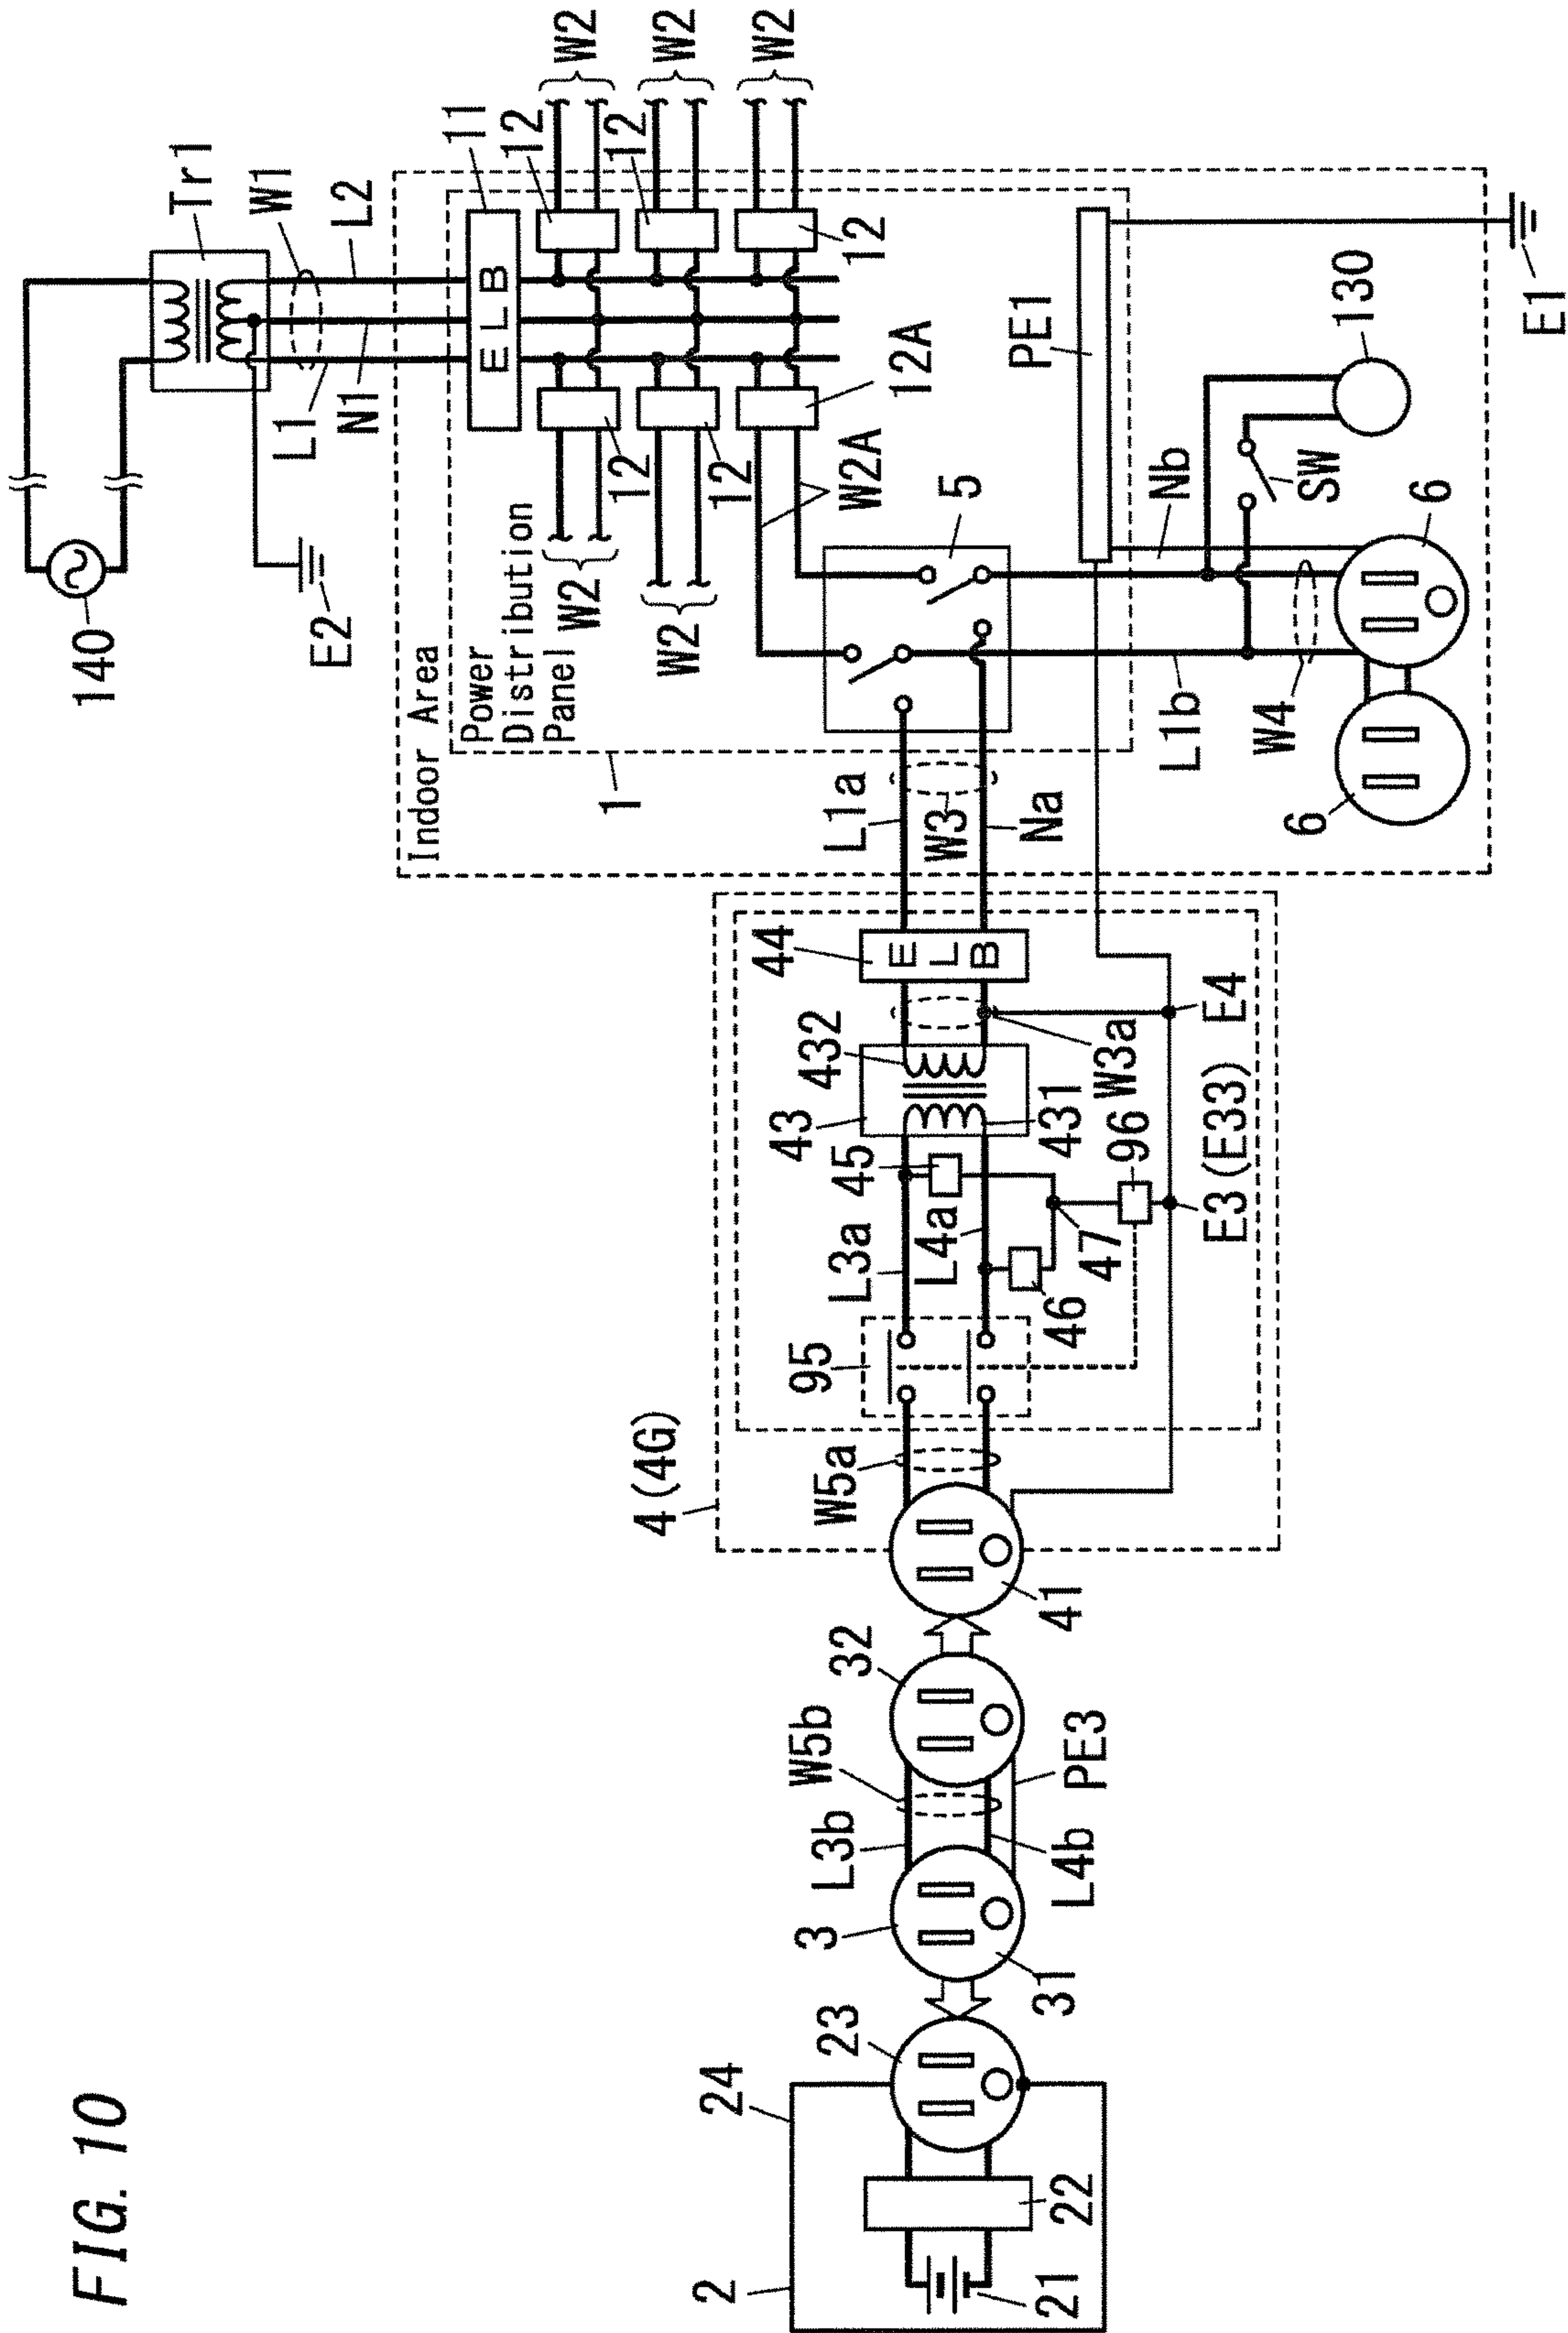 FIG. 10
140
E2
Tr1
W1
L2
L1
N1
11
E L B
12
12
12
12
12
12A
W2
W2
W2
W2
W2
W2A
Indoor Area
Power
Distribution
Panel
1
5
PE1
E1
130
SW
Nb
6
6
W4
L1b
L1a
W3
Na
4(4G)
44
E L B
432
43
431
W3a
E4
E3(E33)
96
45
L3a
L4a
47
46
95
W5a
41
32
W5b
L3b
PE3
L4b
3
31
23
24
2
22
21